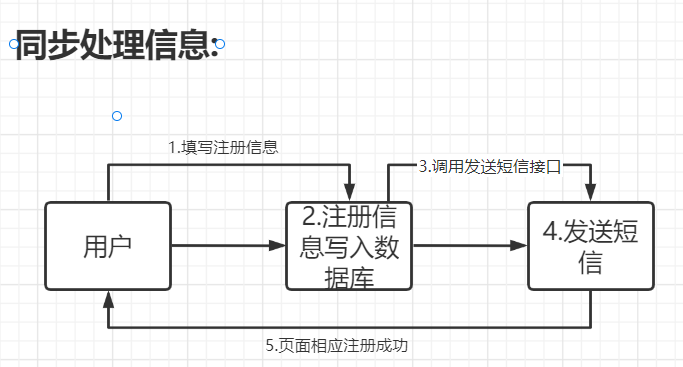 同步处理信息:
1.填写注册信息
3.调用发送短信接口
用户
2.注册信
息写入数
据库
4.发送短
信
5.页面相应注册成功